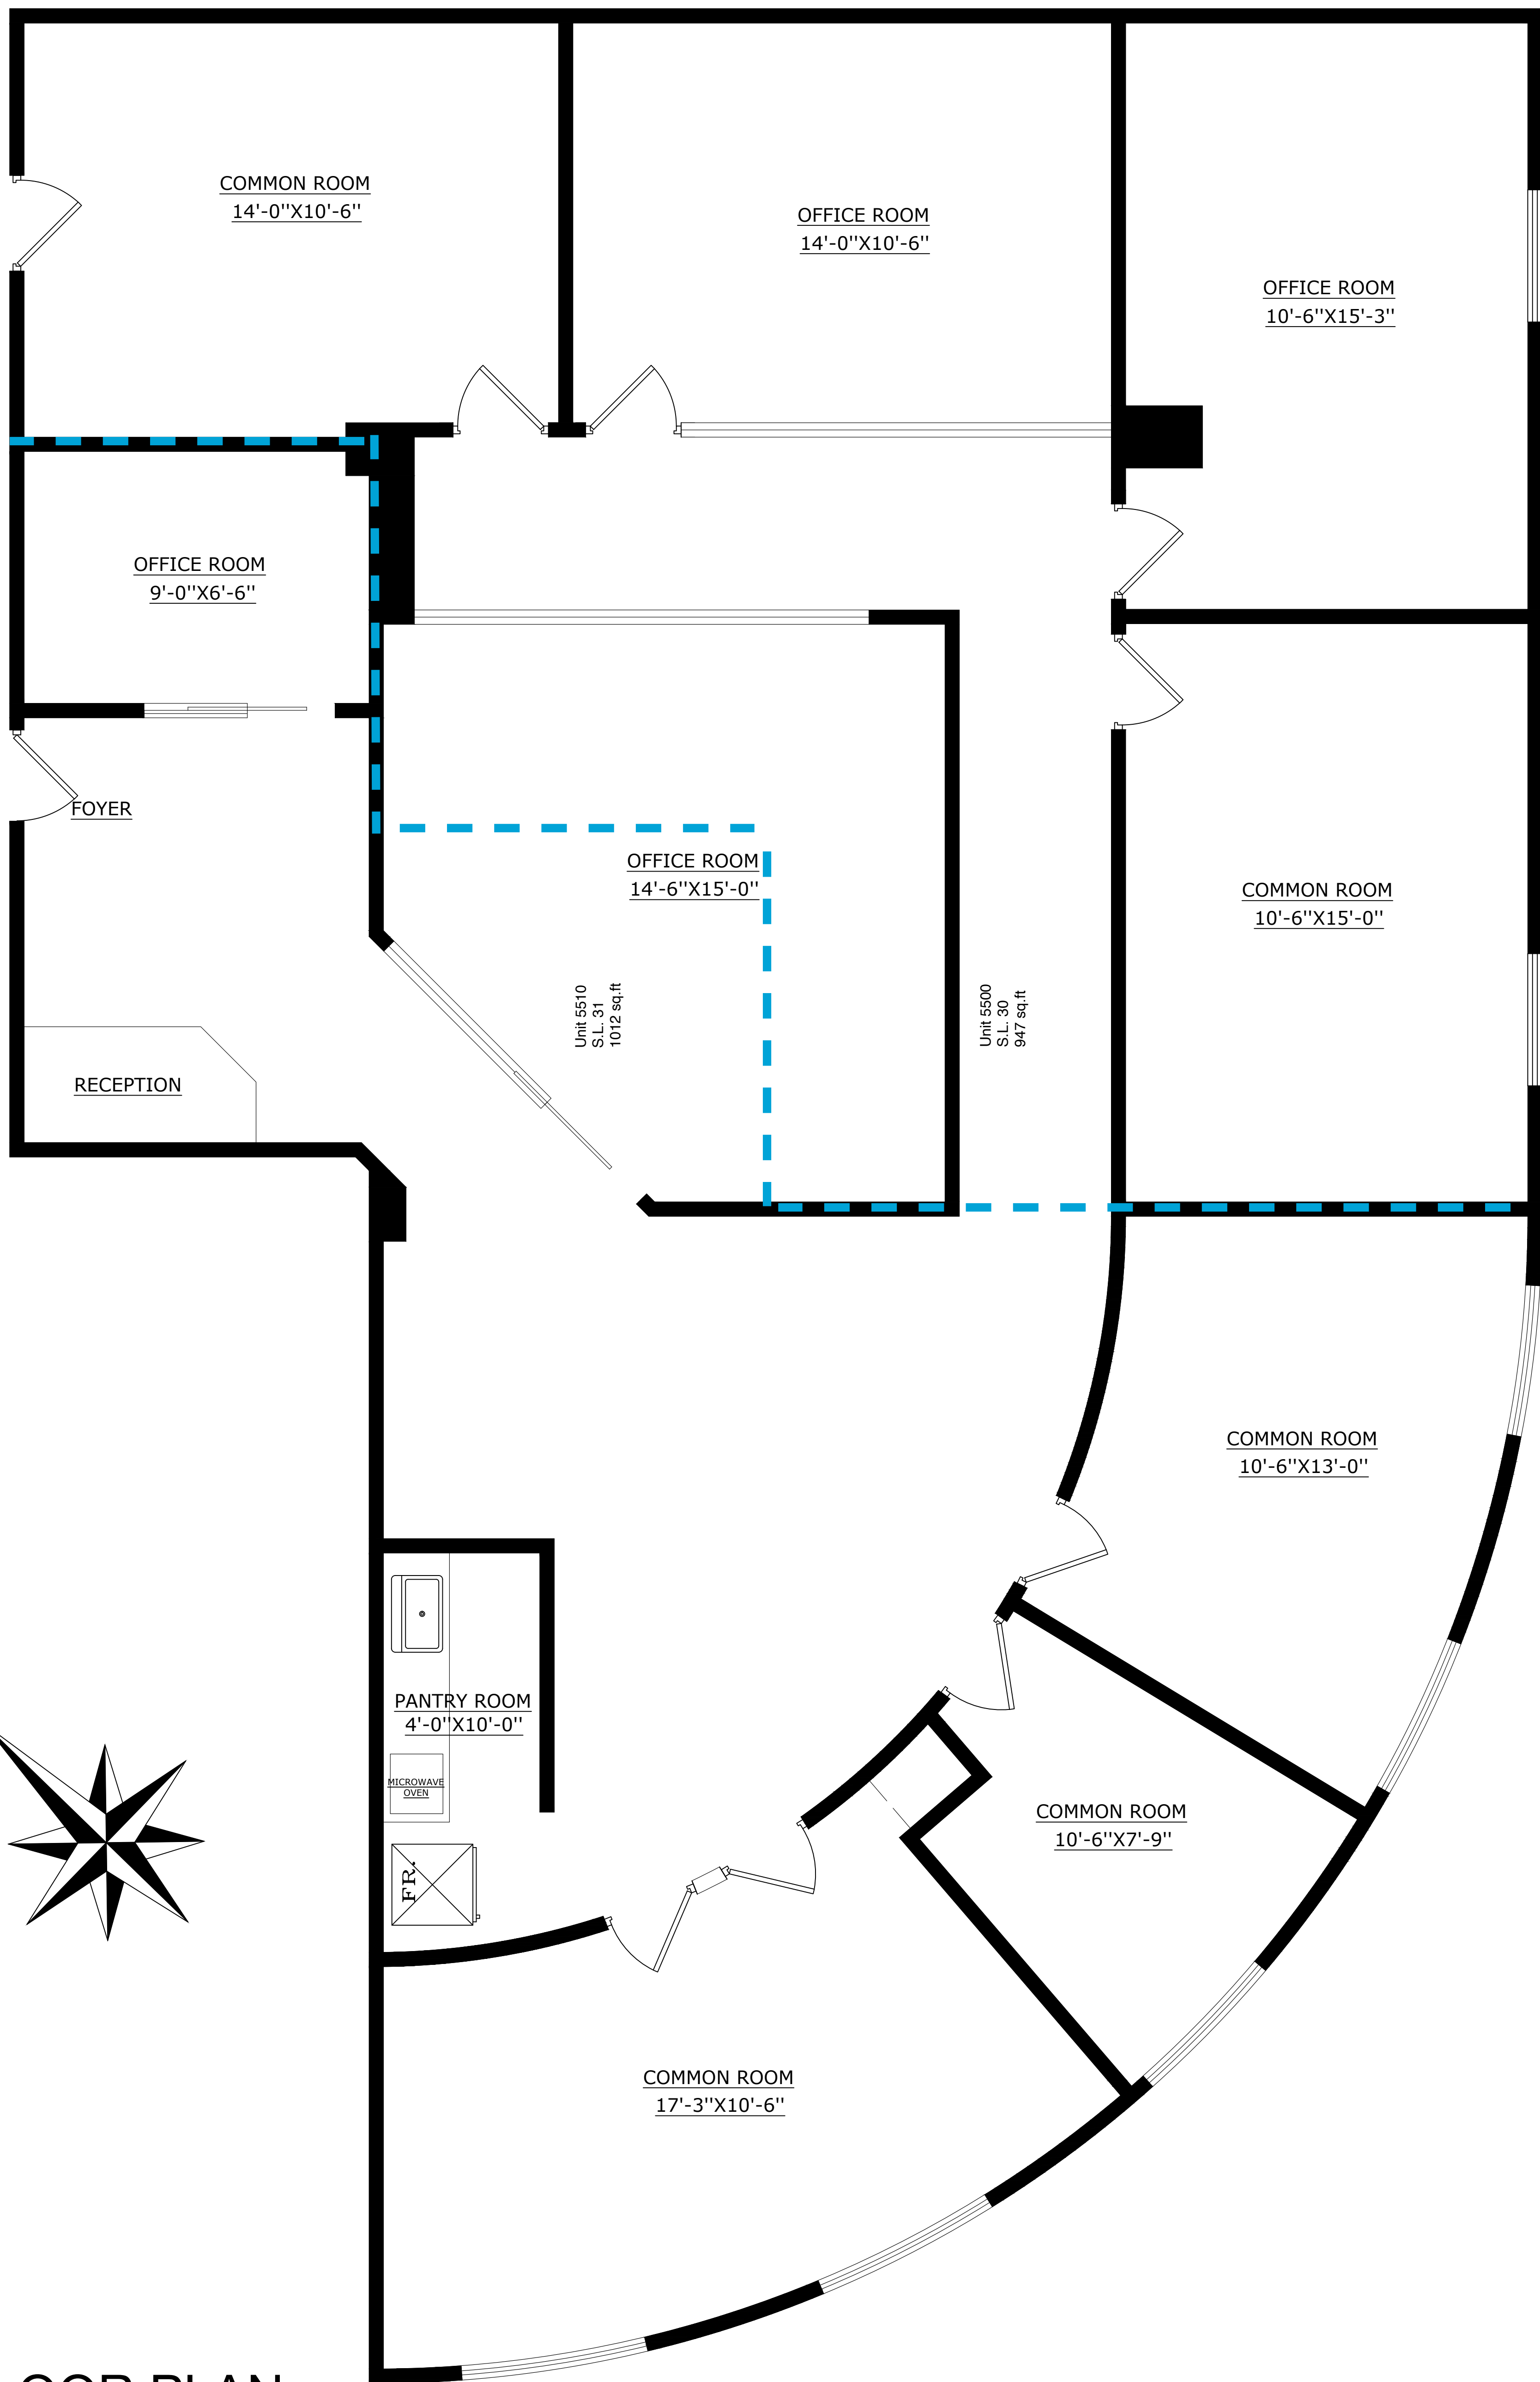 COMMON ROOM
14'-0''X10'-6''
OFFICE ROOM
14'-0''X10'-6''
OFFICE ROOM
10'-6''X15'-3''
OFFICE ROOM
9'-0''X6'-6''
FOYER
OFFICE ROOM
14'-6''X15'-0''
COMMON ROOM
10'-6''X15'-0''
Unit 5510
S.L. 31
1012 sq.ft
Unit 5500
S.L. 30
947 sq.ft
RECEPTION
COMMON ROOM
10'-6''X13'-0''
PANTRY ROOM
4'-0''X10'-0''
MICROWAVE
OVEN
COMMON ROOM
10'-6''X7'-9''
FR.
COMMON ROOM
17'-3''X10'-6''
OOR PLAN